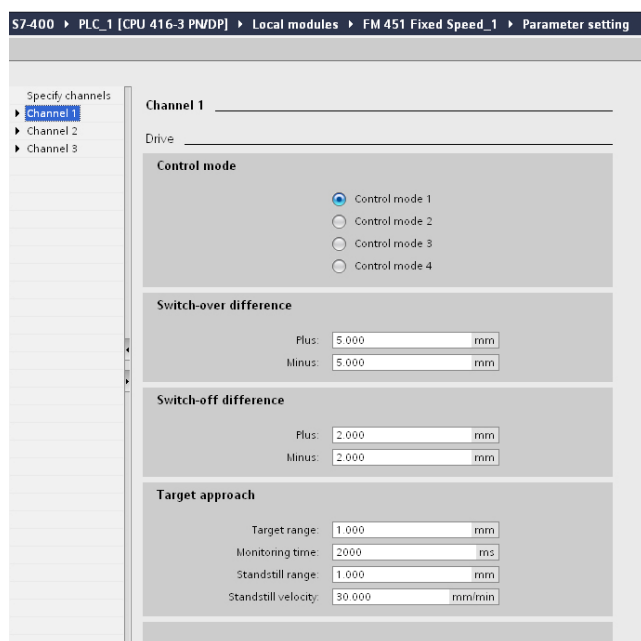 S7-400 ▸ PLC_1 [CPU 416-3 PN/DP] ▸ Local modules ▸ FM 451 Fixed Speed_1 ▸ Parameter setting
Specify channels
Channel 1
Channel 2
Channel 3
Channel 1
Drive
Control mode
Control mode 1
Control mode 2
Control mode 3
Control mode 4
Switch-over difference
Plus: 5.000 mm
Minus: 5.000 mm
Switch-off difference
Plus: 2.000 mm
Minus: 2.000 mm
Target approach
Target range: 1.000 mm
Monitoring time: 2000 ms
Standstill range: 1.000 mm
Standstill velocity: 30.000 mm/min